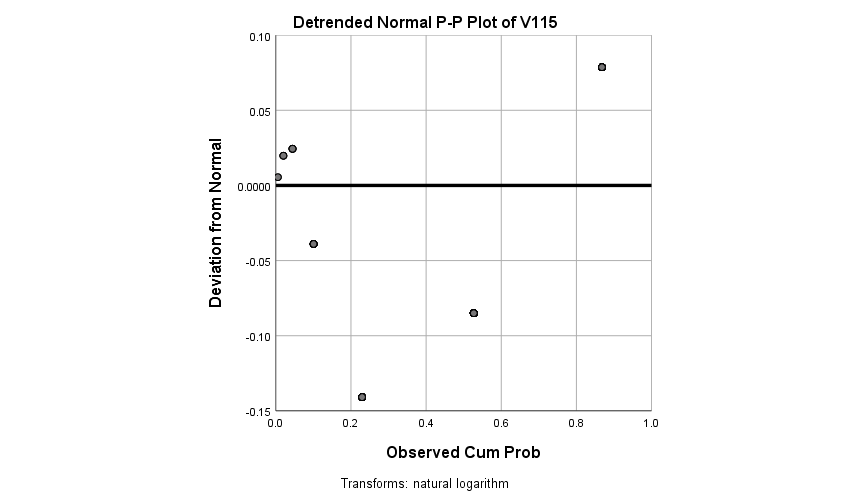 Detrended Normal P-P Plot of V115
0.10
0.05
0.0000
-0.05
-0.10
-0.15
Deviation from Normal
0.0 0.2 0.4 0.6 0.8 1.0
Observed Cum Prob
Transforms: natural logarithm